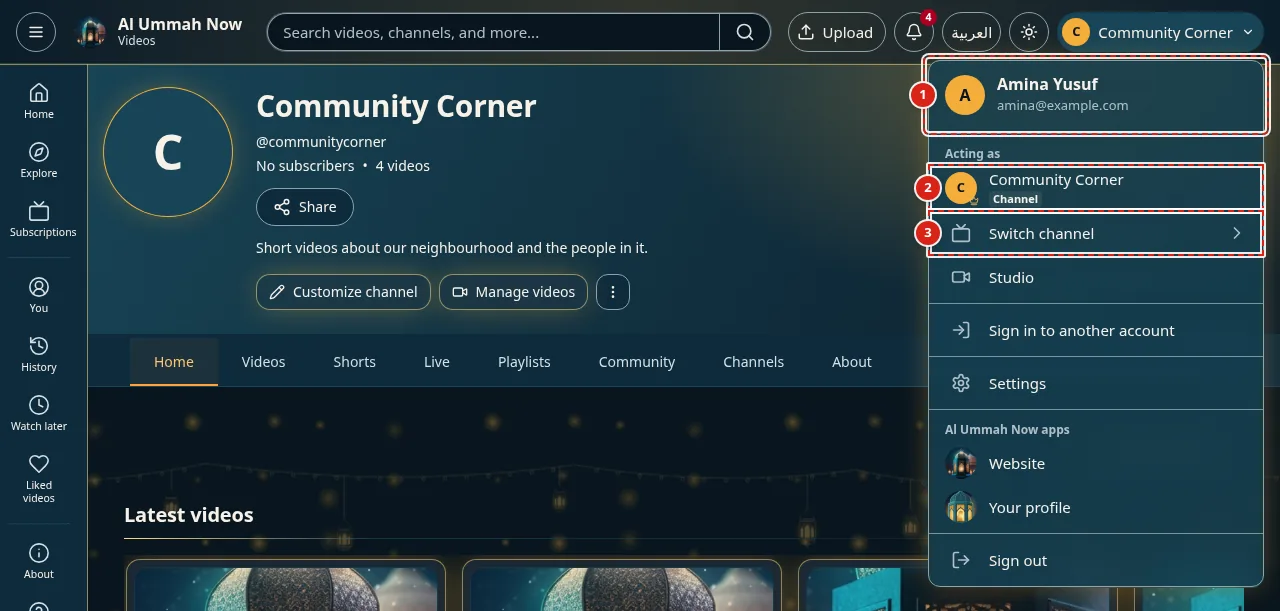 Al Ummah Now
Videos
Search videos, channels, and more...
Upload
4
العربية
C
Community Corner
Home
Explore
Subscriptions
You
History
Watch later
Liked
videos
About
C
Community Corner
@communitycorner
No subscribers • 4 videos
Share
Short videos about our neighbourhood and the people in it.
Customize channel
Manage videos
Home
Videos
Shorts
Live
Playlists
Community
Channels
About
Latest videos
1
A
Amina Yusuf
amina@example.com
Acting as
2
C
Community Corner
Channel
3
Switch channel
Studio
Sign in to another account
Settings
Al Ummah Now apps
Website
Your profile
Sign out